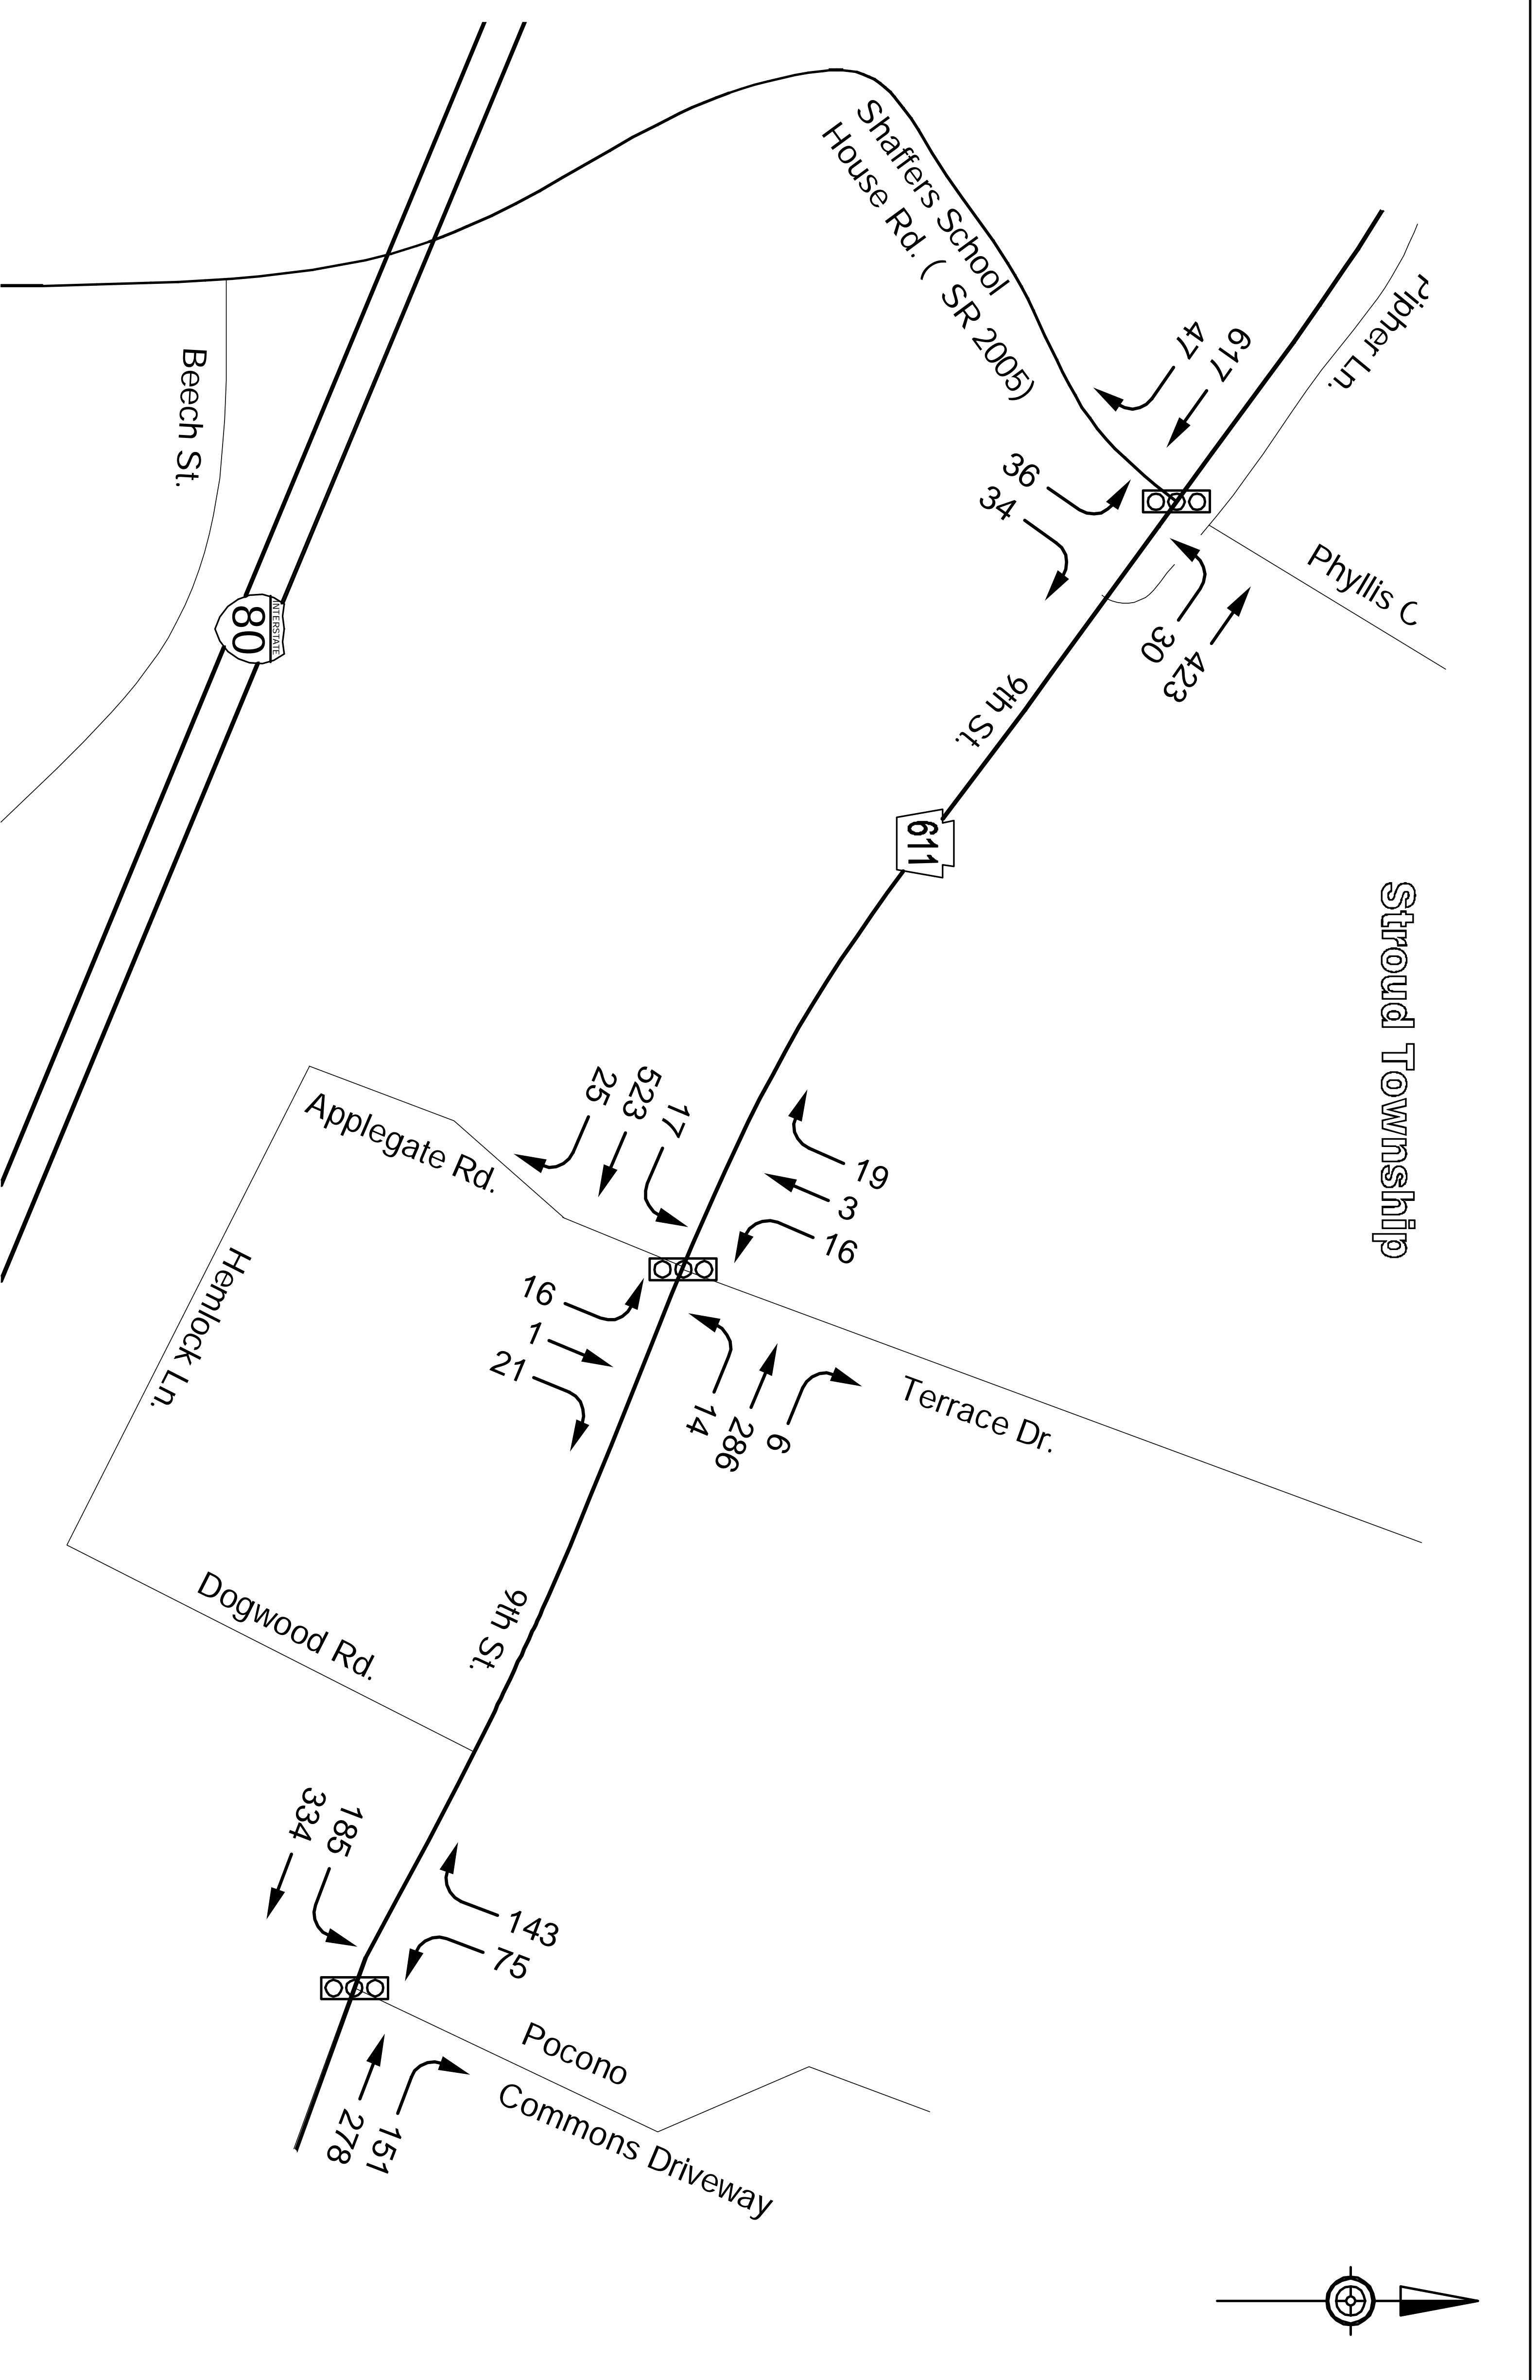 Shaffers School
House Rd. ( SR 2005)
ipher Ln.
47
617
36
34
30
423
Phyllis C
Beech St.
INTERSTATE
80
9th St.
611
Stroud Township
Applegate Rd.
25
523
17
19
3
16
16
1
21
14
286
6
Terrace Dr.
Hemlock Ln.
Dogwood Rd.
9th St.
334
185
143
75
278
151
Pocono
Commons Driveway